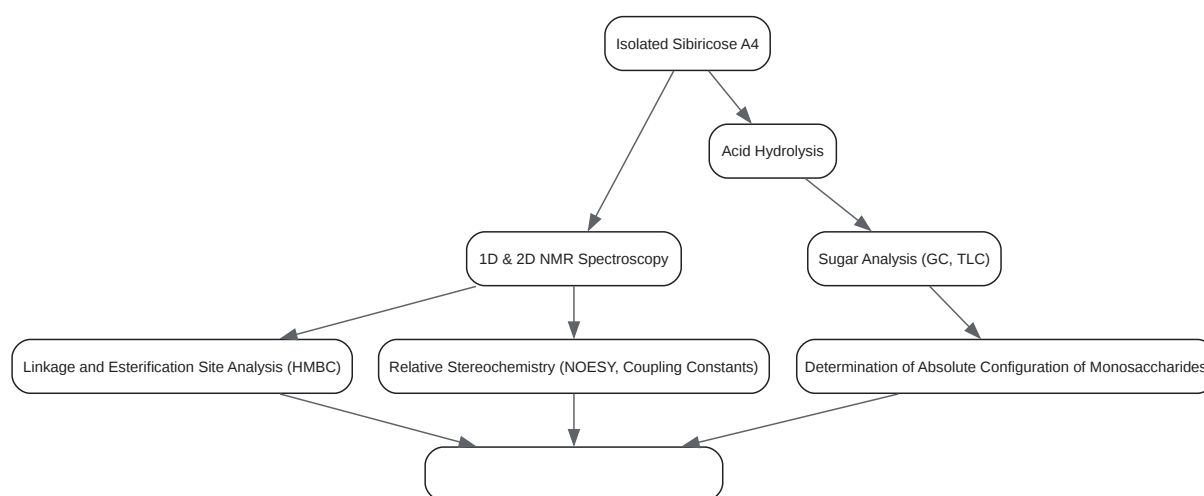 Isolated Sibiricose A4
Acid Hydrolysis
1D & 2D NMR Spectroscopy
Sugar Analysis (GC, TLC)
Linkage and Esterification Site Analysis (HMBC)
Relative Stereochemistry (NOESY, Coupling Constants)
Determination of Absolute Configuration of Monosaccharides